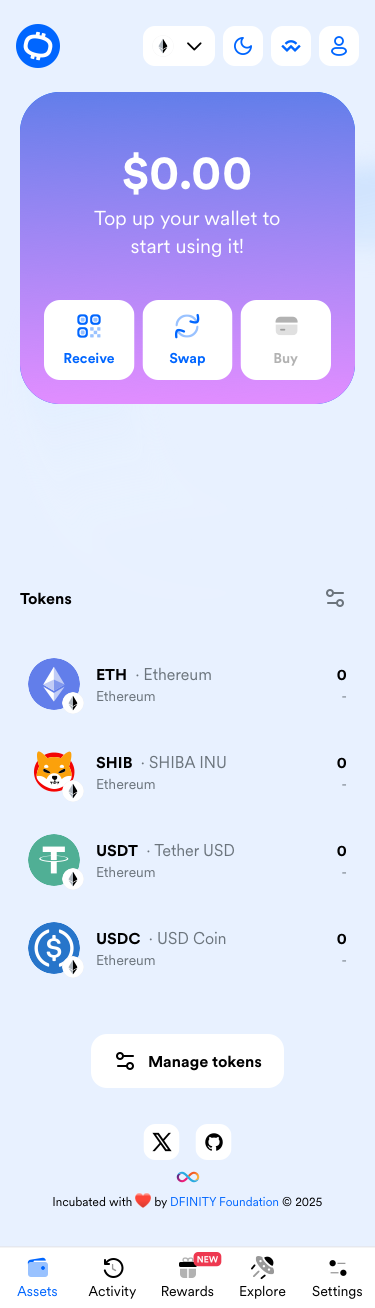 $0.00
Top up your wallet to
start using it!
Receive
Swap
Buy
Tokens
ETH · Ethereum 0
Ethereum -
SHIB · SHIBA INU 0
Ethereum -
USDT · Tether USD 0
Ethereum -
USDC · USD Coin 0
Ethereum -
Manage tokens
Incubated with ❤️ by DFINITY Foundation © 2025
NEW
Assets Activity Rewards Explore Settings